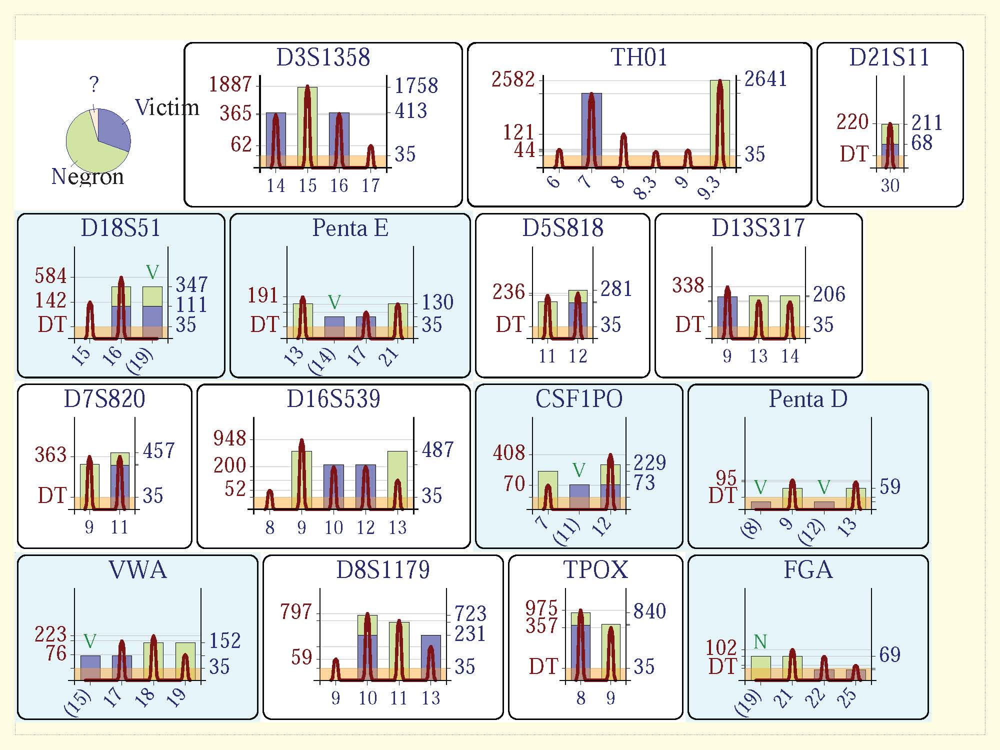 ?
Victim
Negron
D3S1358
1887
365
62
1758
413
35
14 15 16 17
TH01
2582
121
44
2641
35
6 7 8 8.3 9 9.3
D21S11
220
DT
211
68
30
D18S51
584
142
DT
V
347
111
35
15 16 (19)
Penta E
191
DT
V
130
35
13 (14) 17 21
D5S818
236
DT
281
35
11 12
D13S317
338
DT
206
35
9 13 14
D7S820
363
DT
457
35
9 11
D16S539
948
200
52
487
35
8 9 10 12 13
CSF1PO
408
70
V
229
73
7 (11) 12
Penta D
95
DT
V V
59
(8) 9 (12) 13
VWA
223
76
V
152
35
(15) 17 18 19
D8S1179
797
59
723
231
35
9 10 11 13
TPOX
975
357
DT
840
35
8 9
FGA
102
DT
N
69
(19) 21 22 25